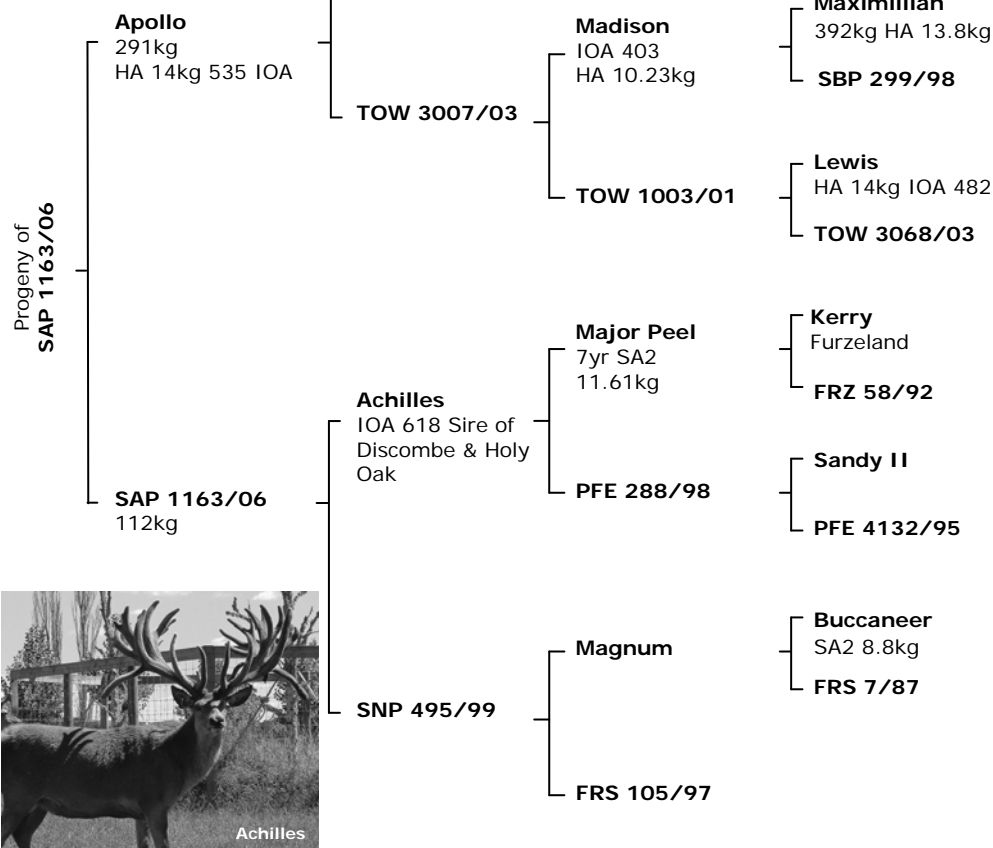 Progeny of
SAP 1163/06
Apollo
291kg
HA 14kg 535 IOA
SAP 1163/06
112kg
TOW 3007/03
Achilles
IOA 618 Sire of
Discombe & Holy
Oak
SNP 495/99
Madison
IOA 403
HA 10.23kg
TOW 1003/01
Major Peel
7yr SA2
11.61kg
PFE 288/98
Magnum
FRS 105/97
Maximillian
392kg HA 13.8kg
SBP 299/98
Lewis
HA 14kg IOA 482
TOW 3068/03
Kerry
Furzeland
FRZ 58/92
Sandy II
PFE 4132/95
Buccaneer
SA2 8.8kg
FRS 7/87
Achilles